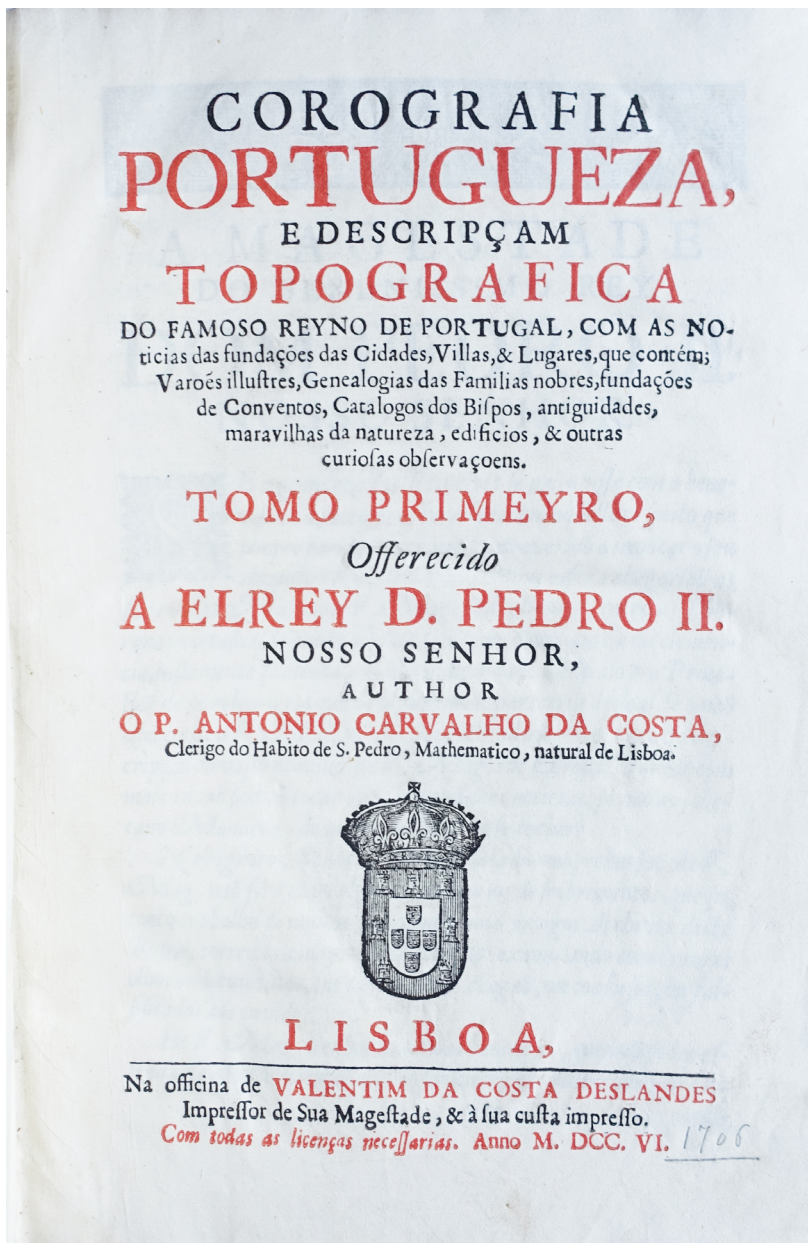 COROGRAFIA
PORTUGUEZA,
E DESCRIPÇAM
TOPOGRAFICA
DO FAMOSO REYNO DE PORTUGAL, COM AS NO-
ticias das fundações das Cidades, Villas, & Lugares, que contém;
Varões illuſtres, Genealogias das Familias nobres, fundações
de Conventos, Catalogos dos Biſpos, antiguidades,
maravilhas da natureza, edificios, & outras
curioſas obſervaçoens.
TOMO PRIMEYRO,
Offerecido
A ELREY D. PEDRO II.
NOSSO SENHOR,
AUTHOR
O P. ANTONIO CARVALHO DA COSTA,
Clerigo do Habito de S. Pedro, Mathematico, natural de Lisboa.
LISBOA,
Na officina de VALENTIM DA COSTA DESLANDES
Impreſſor de Sua Mageſtade, & à ſua cuſta impreſſo.
Com todas as licenças neceſſarias. Anno M. DCC. VI. 1706